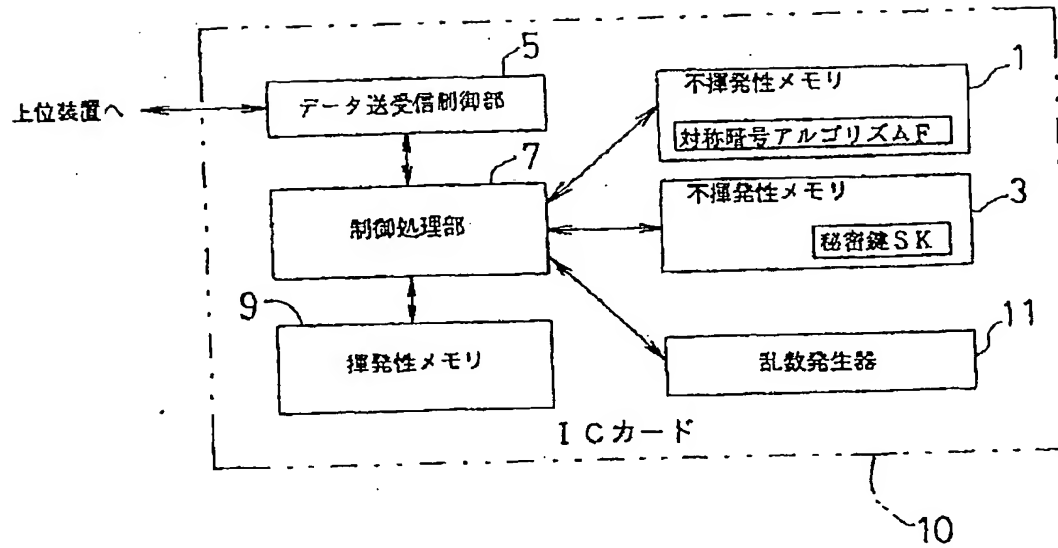 5
データ送受信制御部
上位装置へ
1
不揮発性メモリ
対称暗号アルゴリズムF
7
制御処理部
3
不揮発性メモリ
秘密鍵SK
9
揮発性メモリ
11
乱数発生器
ICカード
10